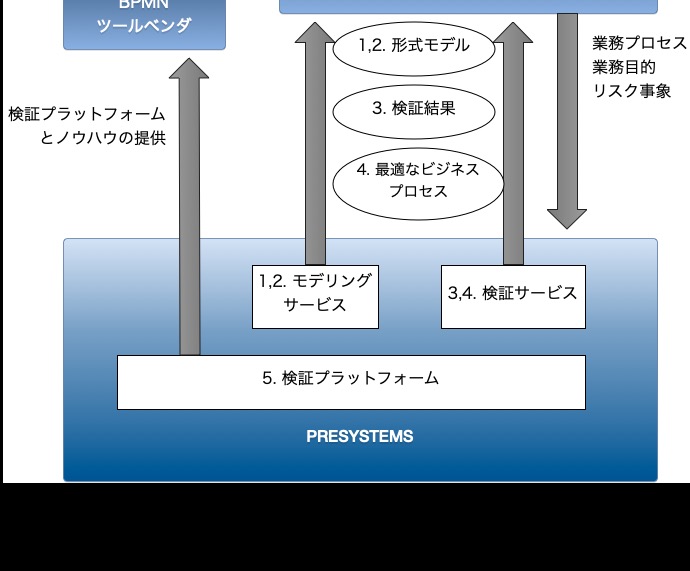 BPMN
ツールベンダ
1,2. 形式モデル
業務プロセス
業務目的
リスク事象
3. 検証結果
検証プラットフォーム
とノウハウの提供
4. 最適なビジネス
プロセス
1,2. モデリング
サービス
3,4. 検証サービス
5. 検証プラットフォーム
PRESYSTEMS